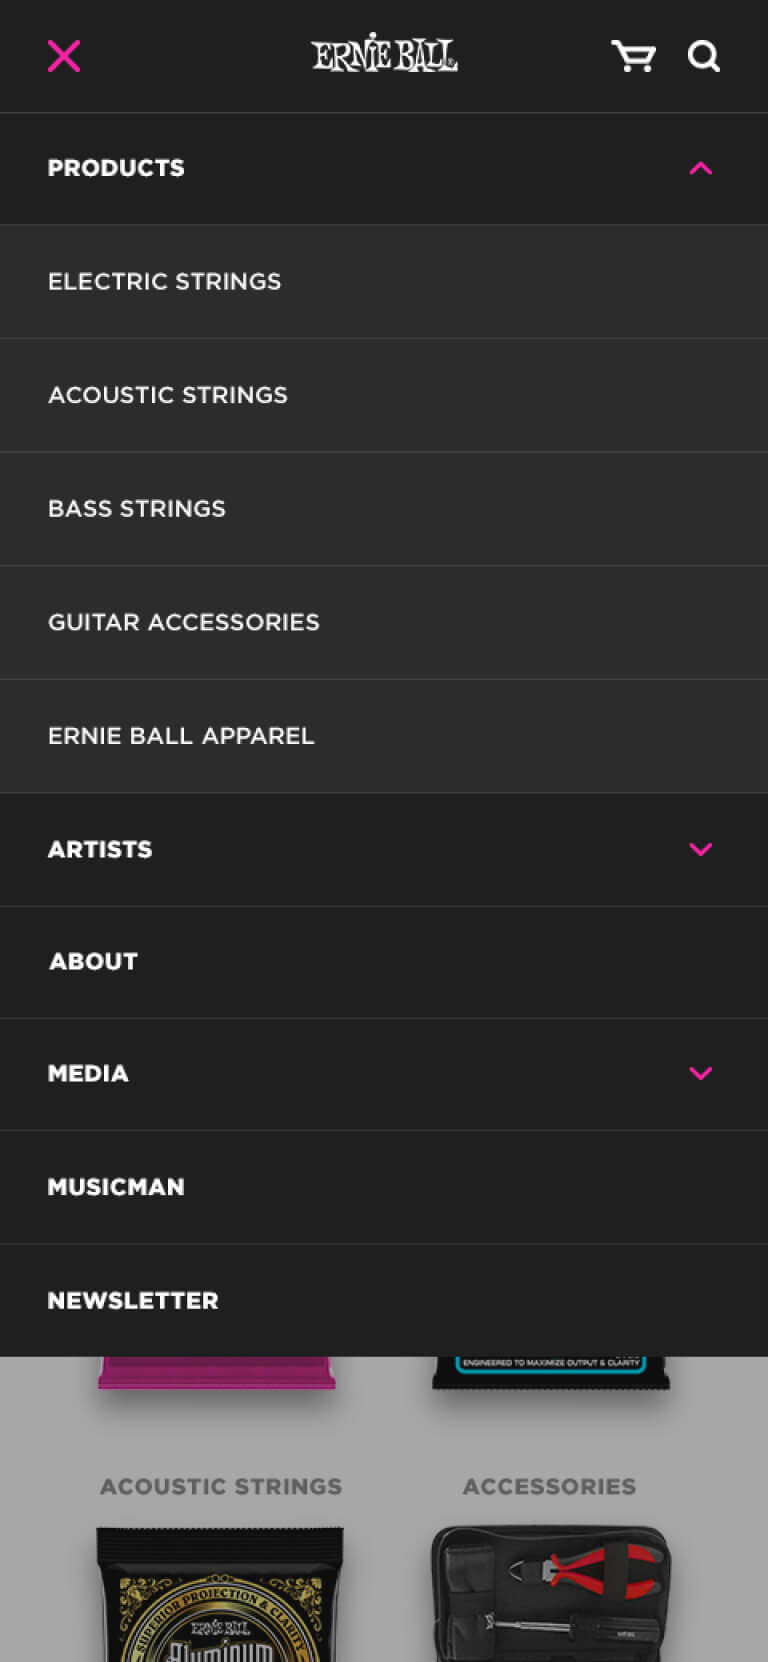 ERNIE BALL
PRODUCTS
ELECTRIC STRINGS
ACOUSTIC STRINGS
BASS STRINGS
GUITAR ACCESSORIES
ERNIE BALL APPAREL
ARTISTS
ABOUT
MEDIA
MUSICMAN
NEWSLETTER
ENGINEERED TO MAXIMIZE OUTPUT & CLARITY
ACOUSTIC STRINGS
ACCESSORIES
SUPERIOR PROJECTION & CLARITY
ERNIE BALL
Aluminum